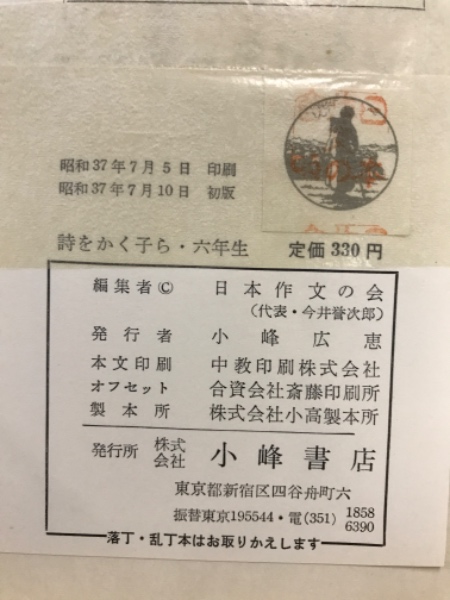 昭和37年7月5日 印刷
昭和37年7月10日 初版
詩をかく子ら・六年生 定価 330円
編集者© 日本作文の会
(代表・今井誉次郎)
発行者 小峰広恵
本文印刷 中教印刷株式会社
オフセット 合資会社斎藤印刷所
製本所 株式会社小高製本所
発行所 株式会社 小峰書店
東京都新宿区四谷舟町六
振替東京195544・電(351) 1858
6390
落丁・乱丁本はお取りかえします